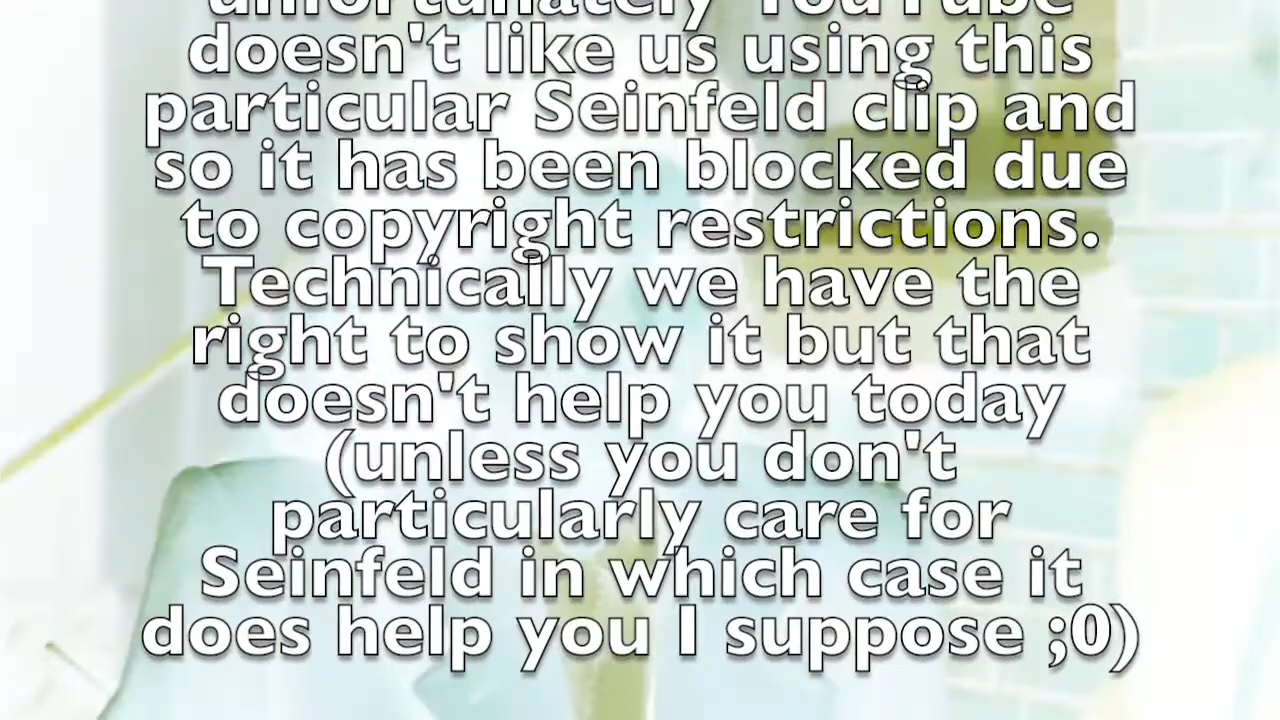 unfortunately YouTube
doesn't like us using this
particular Seinfeld clip and
so it has been blocked due
to copyright restrictions.
Technically we have the
right to show it but that
doesn't help you today
(unless you don't
particularly care for
Seinfeld in which case it
does help you I suppose ;0)